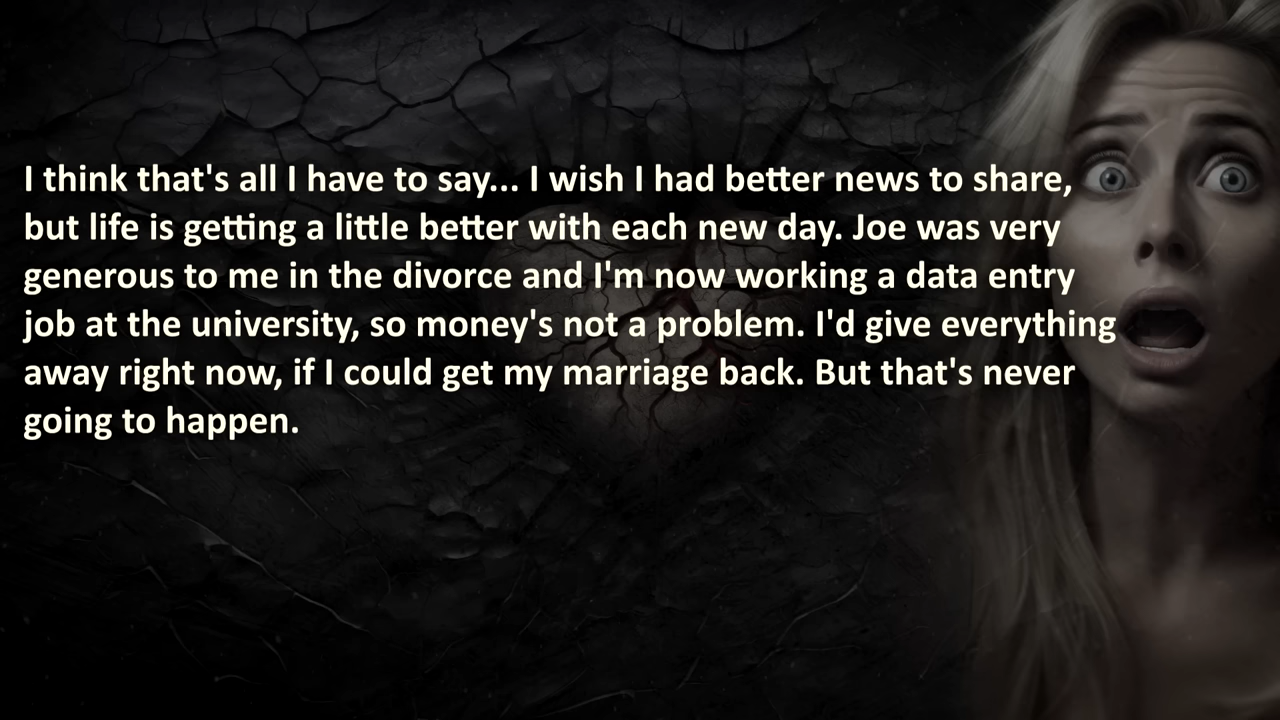 I think that's all I have to say... I wish I had better news to share,
but life is getting a little better with each new day. Joe was very
generous to me in the divorce and I'm now working a data entry
job at the university, so money's not a problem. I'd give everything
away right now, if I could get my marriage back. But that's never
going to happen.